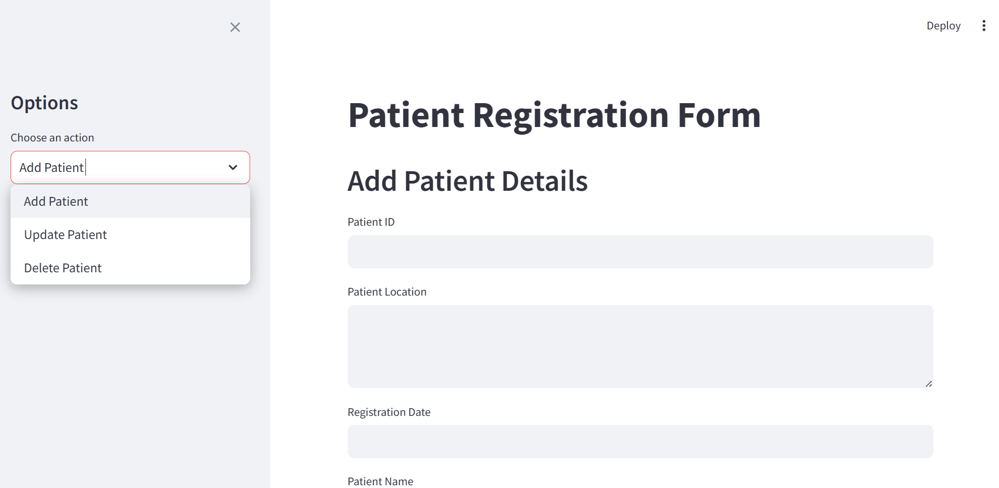 Deploy
Options
Choose an action
Add Patient
Add Patient
Update Patient
Delete Patient
Patient Registration Form
Add Patient Details
Patient ID
Patient Location
Registration Date
Patient Name